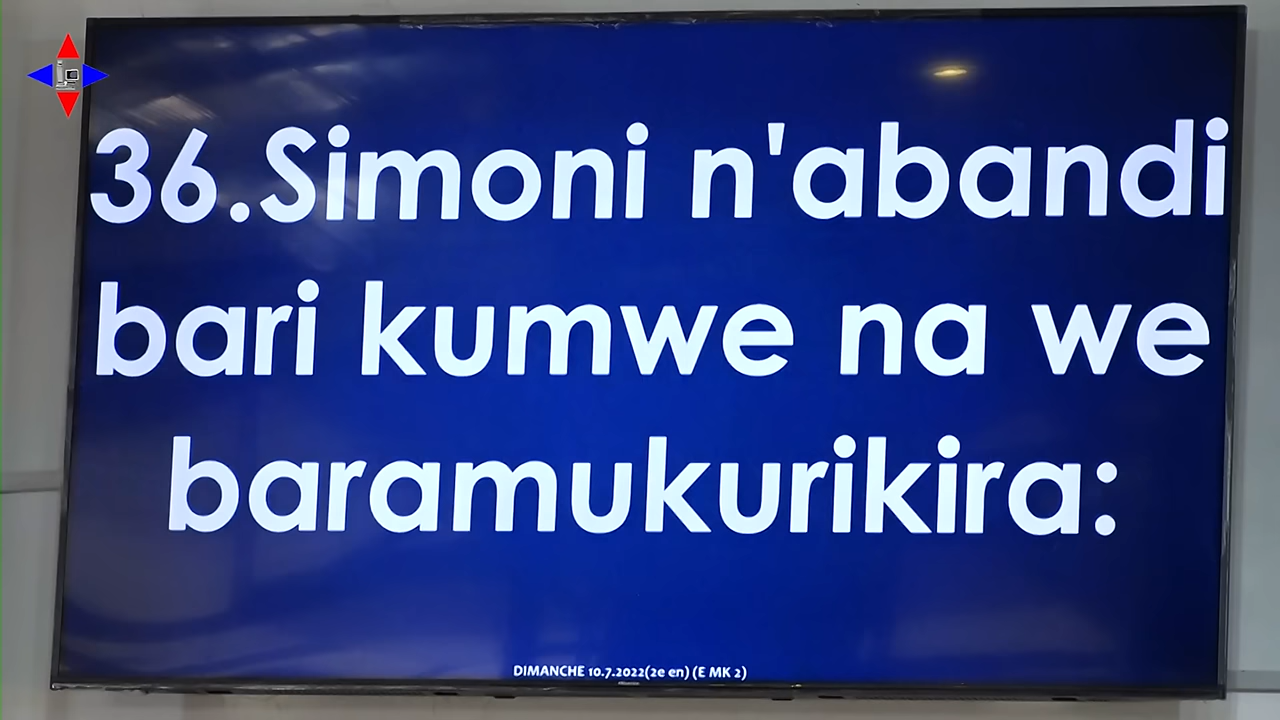 36.Simoni n'abandi
bari kumwe na we
baramukurikira:
DIMANCHE 10.7.2022(2e en) (E MK 2)